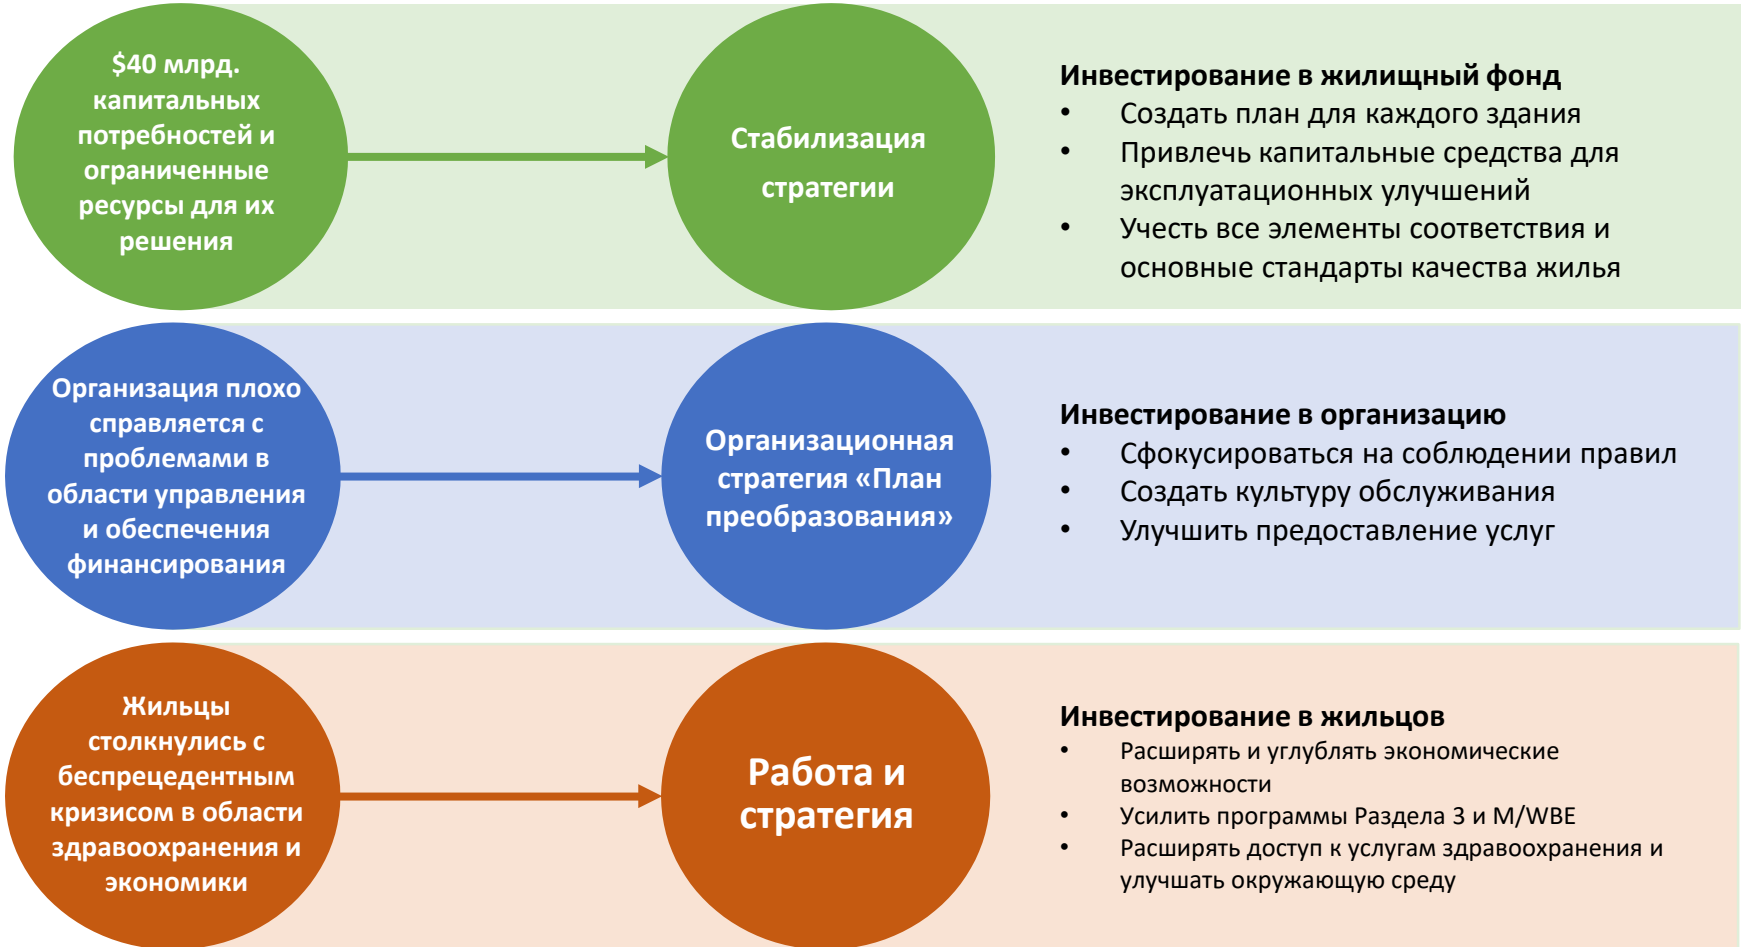 $40 млрд.
капитальных
потребностей и
ограниченные
ресурсы для их
решения
Стабилизация
стратегии
Инвестирование в жилищный фонд
• Создать план для каждого здания
• Привлечь капитальные средства для
эксплуатационных улучшений
• Учесть все элементы соответствия и
основные стандарты качества жилья
Организация плохо
справляется с
проблемами в
области управления
и обеспечения
финансирования
Организационная
стратегия «План
преобразования»
Инвестирование в организацию
• Сфокусироваться на соблюдении правил
• Создать культуру обслуживания
• Улучшить предоставление услуг
Жильцы
столкнулись с
беспрецедентным
кризисом в области
здравоохранения и
экономики
Работа и
стратегия
Инвестирование в жильцов
• Расширять и углублять экономические
возможности
• Усилить программы Раздела 3 и M/WBE
• Расширять доступ к услугам здравоохранения и
улучшать окружающую среду